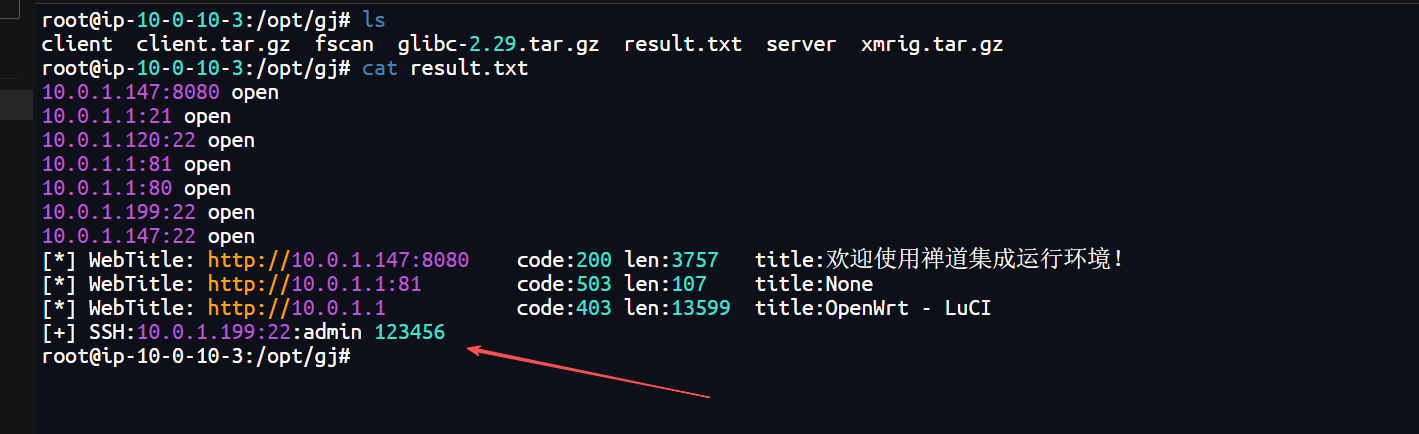 root@ip-10-0-10-3:/opt/gj# ls
client  client.tar.gz  fscan  glibc-2.29.tar.gz  result.txt  server  xmrig.tar.gz
root@ip-10-0-10-3:/opt/gj# cat result.txt
10.0.1.147:8080 open
10.0.1.1:21 open
10.0.1.120:22 open
10.0.1.1:81 open
10.0.1.1:80 open
10.0.1.199:22 open
10.0.1.147:22 open
[*] WebTitle: http://10.0.1.147:8080    code:200 len:3757   title:欢迎使用禅道集成运行环境!
[*] WebTitle: http://10.0.1.1:81        code:503 len:107    title:None
[*] WebTitle: http://10.0.1.1           code:403 len:13599  title:OpenWrt - LuCI
[+] SSH:10.0.1.199:22:admin 123456
root@ip-10-0-10-3:/opt/gj#